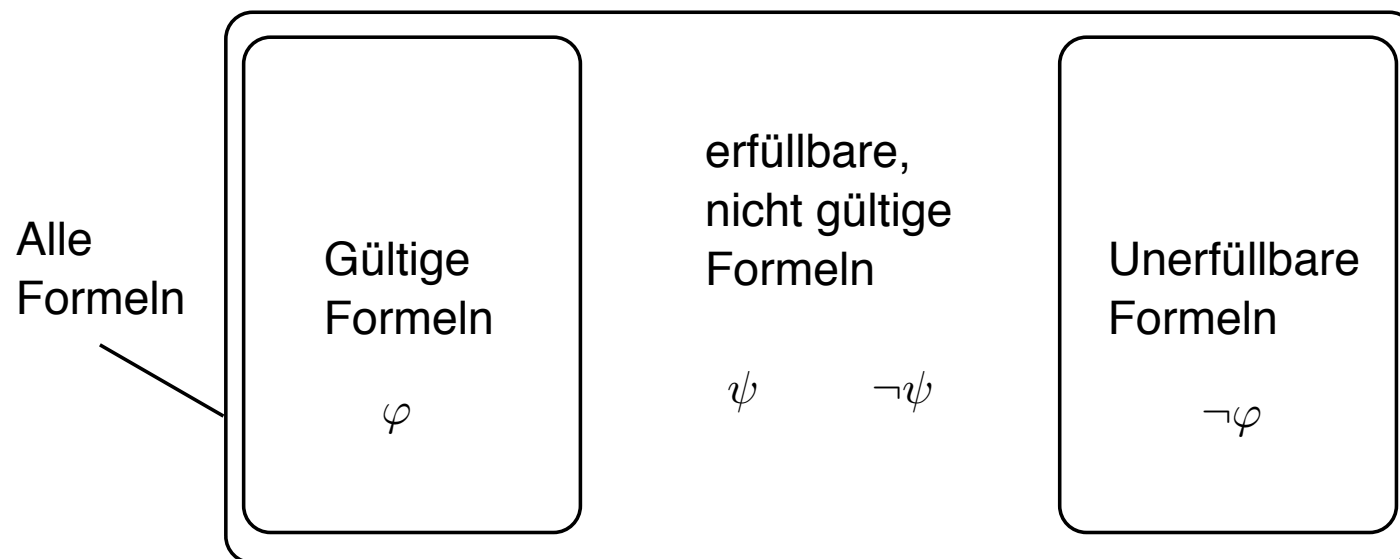 Alle
Formeln
Gültige
Formeln
φ
erfüllbare,
nicht gültige
Formeln
ψ ¬ψ
Unerfüllbare
Formeln
¬φ